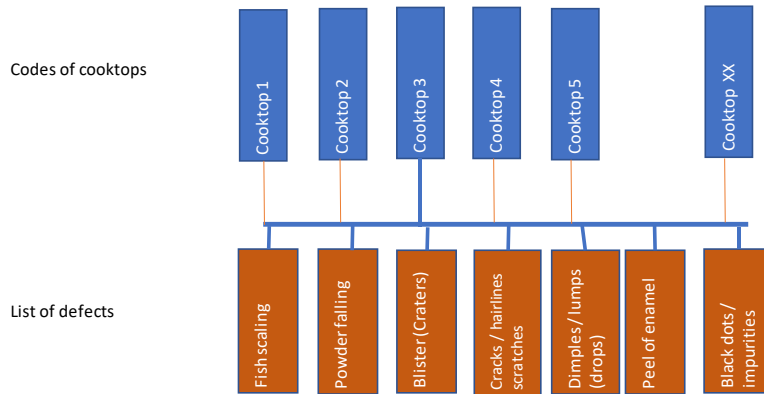 Codes of cooktops
Cooktop 1
Cooktop 2
Cooktop 3
Cooktop 4
Cooktop 5
Cooktop XX
List of defects
Fish scaling
Powder falling
Blister (Craters)
Cracks / hairlines
scratches
Dimples / lumps
(drops)
Peel of enamel
Black dots /
impurities